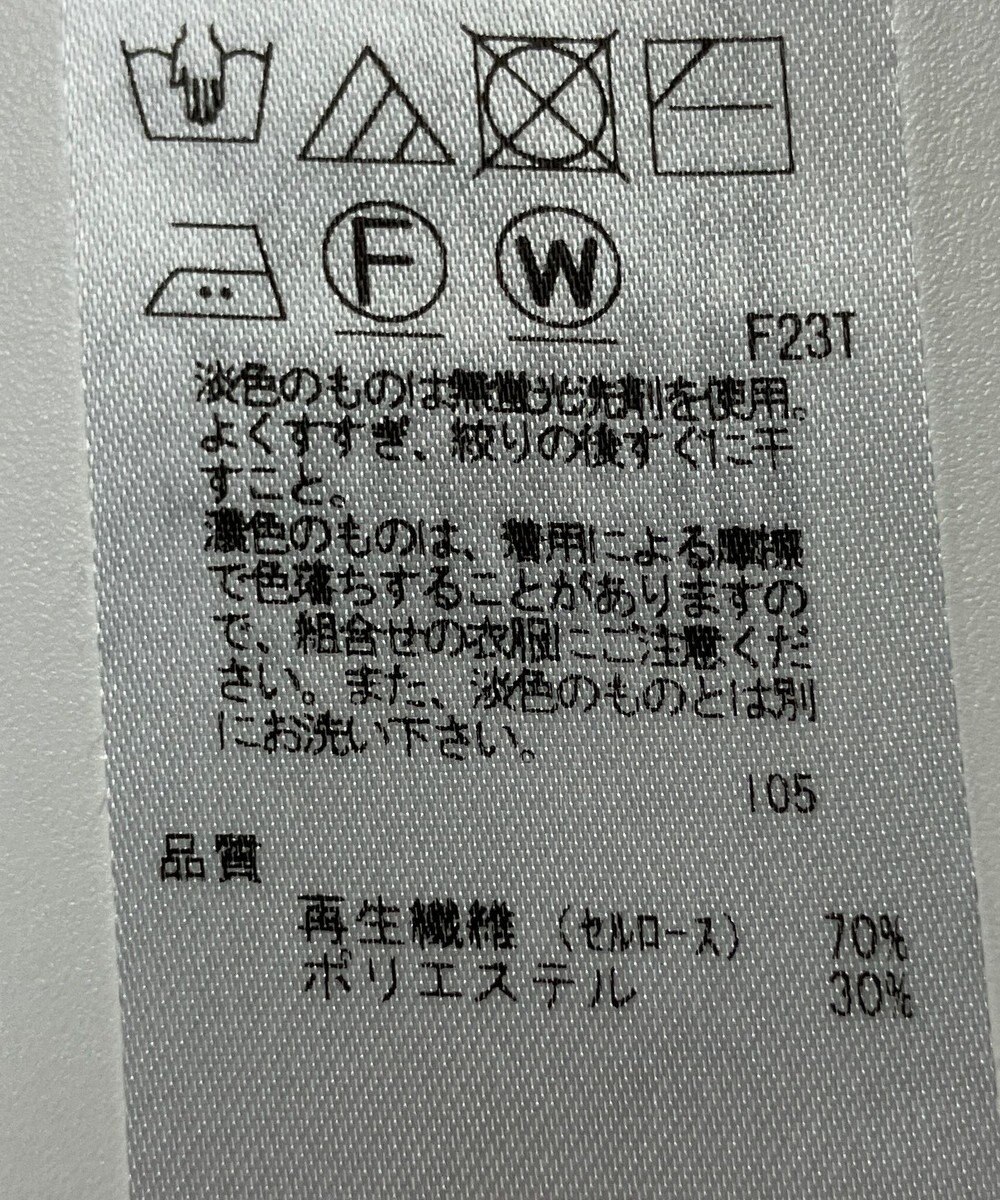 F
W
F23T
淡色のものは無蛍光洗剤を使用。
よくすすぎ、絞りの後すぐに干
すこと。
濃色のものは、着用による摩擦
で色落ちすることがありますの
で、組合せの衣服にご注意くだ
さい。また、淡色のものとは別
にお洗い下さい。
105
品質
再生繊維（セルロース） 70%
ポリエステル 30%